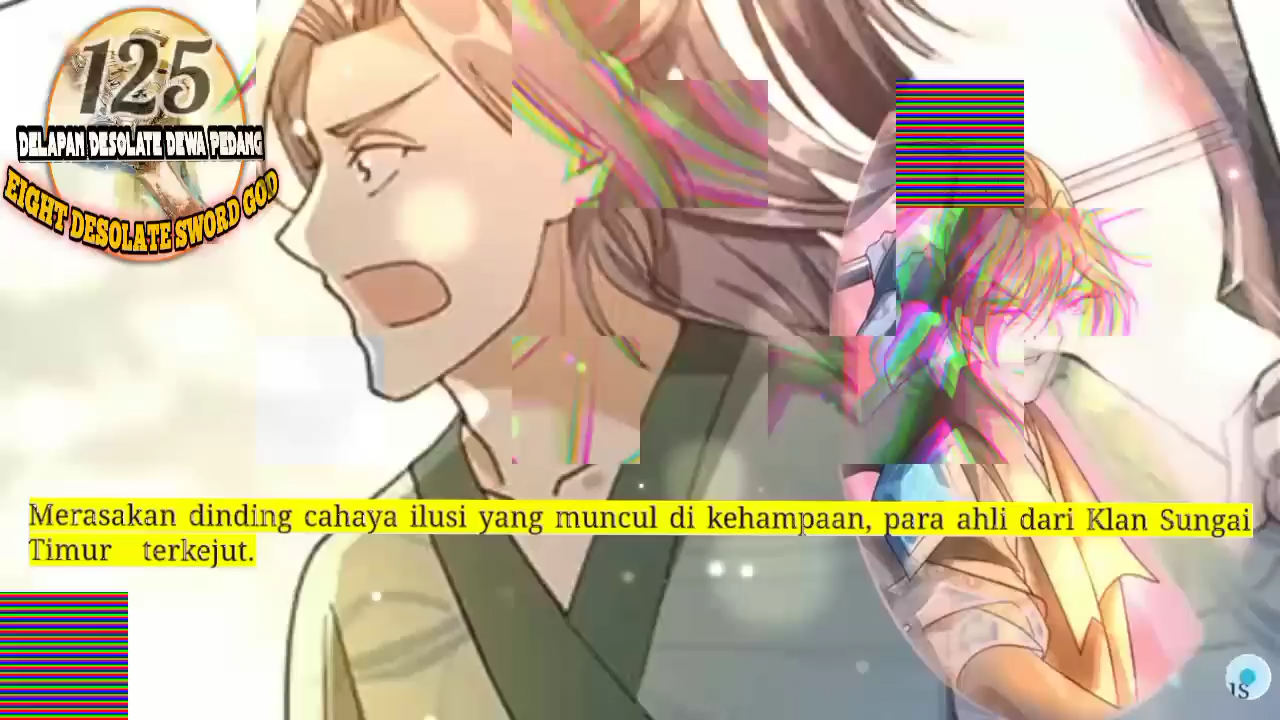 125
DELAPAN DESOLATE DEWA PEDANG
EIGHT DESOLATE SWORD GOD
Merasakan dinding cahaya ilusi yang muncul di kehampaan, para ahli dari Klan Sungai
Timur terkejut.